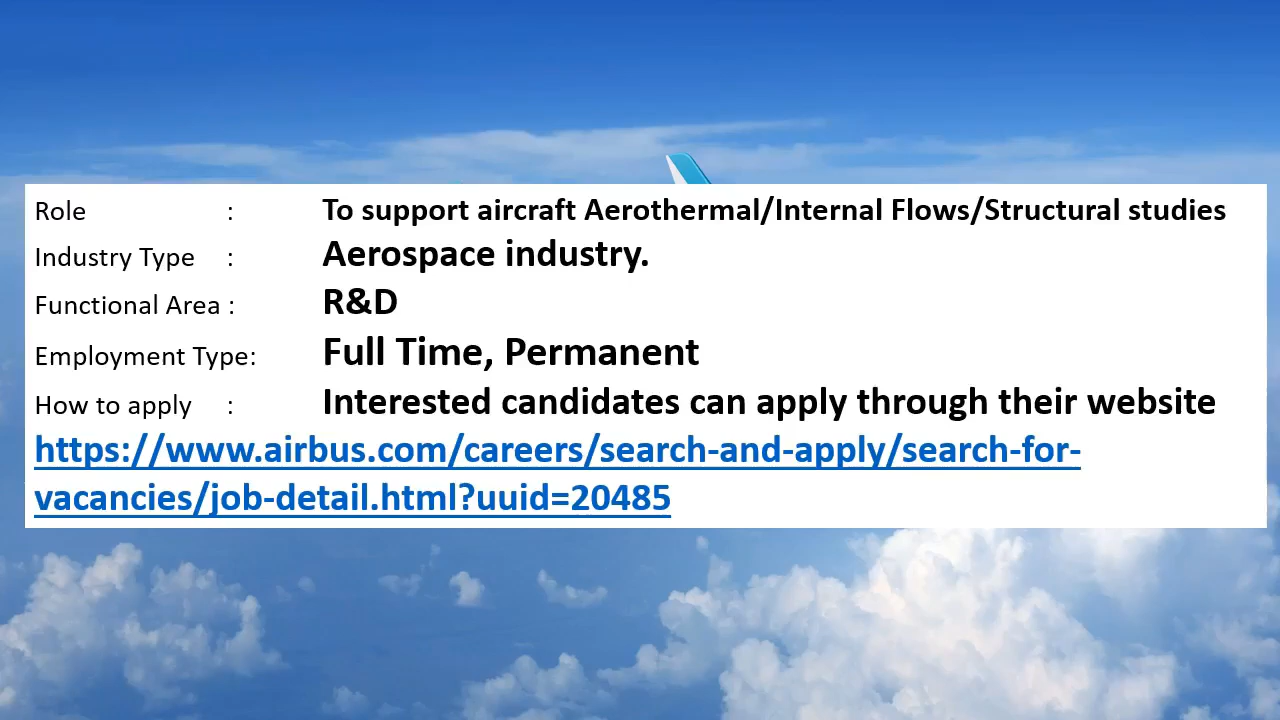 Role : To support aircraft Aerothermal/Internal Flows/Structural studies
Industry Type : Aerospace industry.
Functional Area : R&D
Employment Type: Full Time, Permanent
How to apply : Interested candidates can apply through their website
https://www.airbus.com/careers/search-and-apply/search-for-
vacancies/job-detail.html?uuid=20485